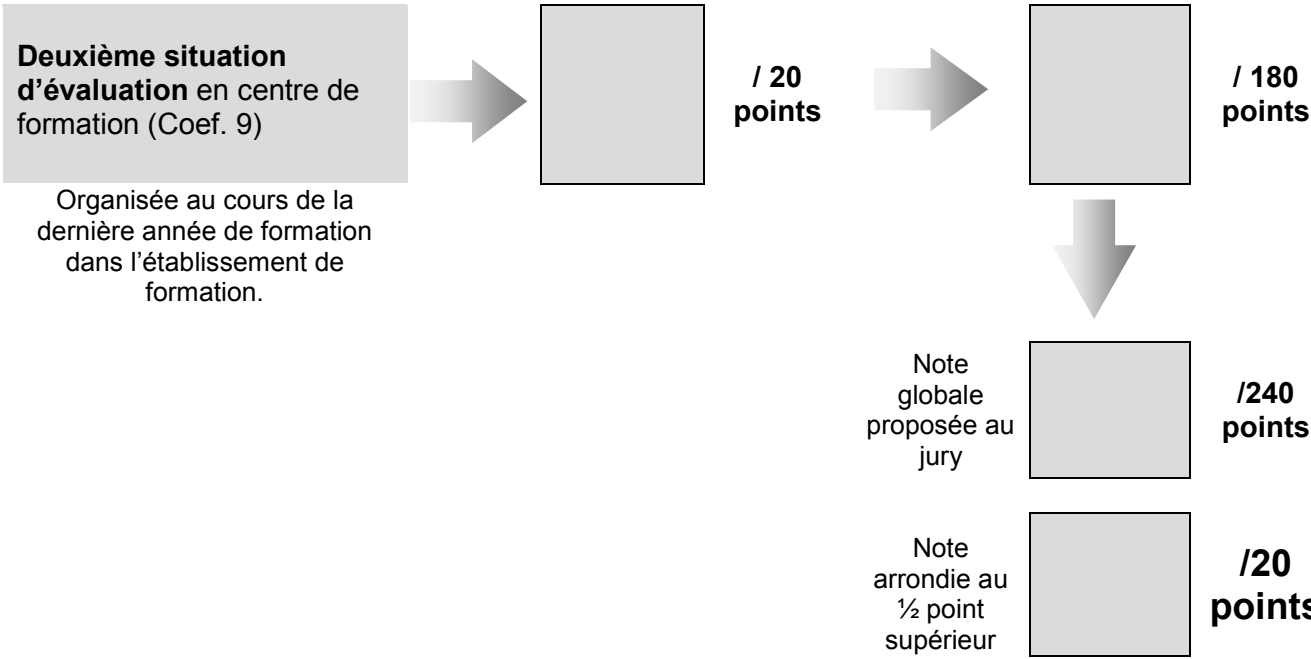 Deuxième situation
d’évaluation en centre de
formation (Coef. 9)
/ 20
points
/ 180
points
Organisée au cours de la
dernière année de formation
dans l’établissement de
formation.
Note
globale
proposée au
jury
/240
points
Note
arrondie au
½ point
supérieur
/20
points